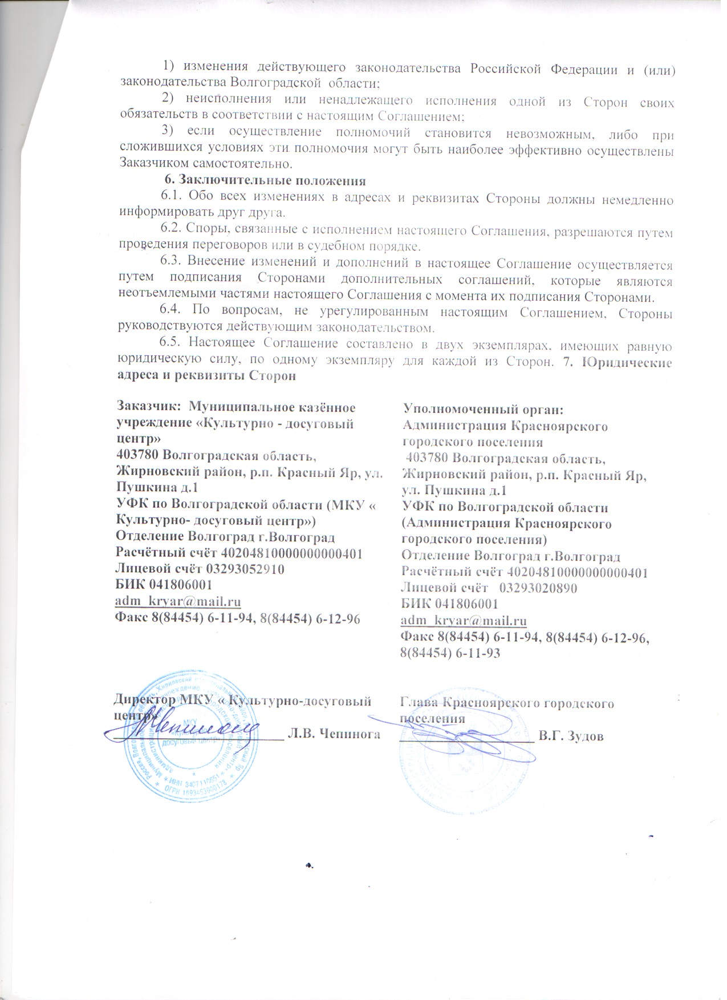 1) изменения действующего законодательства Российской Федерации и (или)
законодательства Волгоградской области;
2) неисполнения или ненадлежащего исполнения одной из Сторон своих
обязательств в соответствии с настоящим Соглашением;
3) если осуществление полномочий становится невозможным, либо при
сложившихся условиях эти полномочия могут быть наиболее эффективно осуществлены
Заказчиком самостоятельно.
6. Заключительные положения
6.1. Обо всех изменениях в адресах и реквизитах Стороны должны немедленно
информировать друг друга.
6.2. Споры, связанные с исполнением настоящего Соглашения, разрешаются путем
проведения переговоров или в судебном порядке.
6.3. Внесение изменений и дополнений в настоящее Соглашение осуществляется
путем подписания Сторонами дополнительных соглашений, которые являются
неотъемлемыми частями настоящего Соглашения с момента их подписания Сторонами.
6.4. По вопросам, не урегулированным настоящим Соглашением, Стороны
руководствуются действующим законодательством.
6.5. Настоящее Соглашение составлено в двух экземплярах, имеющих равную
юридическую силу, по одному экземпляру для каждой из Сторон. 7. Юридические
адреса и реквизиты Сторон
Заказчик: Муниципальное казённое
учреждение «Культурно - досуговый
центр»
403780 Волгоградская область,
Жирновский район, р.п. Красный Яр, ул.
Пушкина д.1
УФК по Волгоградской области (МКУ «
Культурно- досуговый центр»)
Отделение Волгоград г.Волгоград
Расчётный счёт 40204810000000000401
Лицевой счёт 03293052910
БИК 041806001
adm_kryar@mail.ru
Факс 8(84454) 6-11-94, 8(84454) 6-12-96
Уполномоченный орган:
Администрация Красноярского
городского поселения
403780 Волгоградская область,
Жирновский район, р.п. Красный Яр,
ул. Пушкина д.1
УФК по Волгоградской области
(Администрация Красноярского
городского поселения)
Отделение Волгоград г.Волгоград
Расчётный счёт 40204810000000000401
Лицевой счёт 03293020890
БИК 041806001
adm_kryar@mail.ru
Факс 8(84454) 6-11-94, 8(84454) 6-12-96,
8(84454) 6-11-93
Директор МКУ « Культурно-досуговый
центр»
Л.В. Чепинога
Глава Красноярского городского
поселения
В.Г. Зудов
МКУ
досуговый центр»